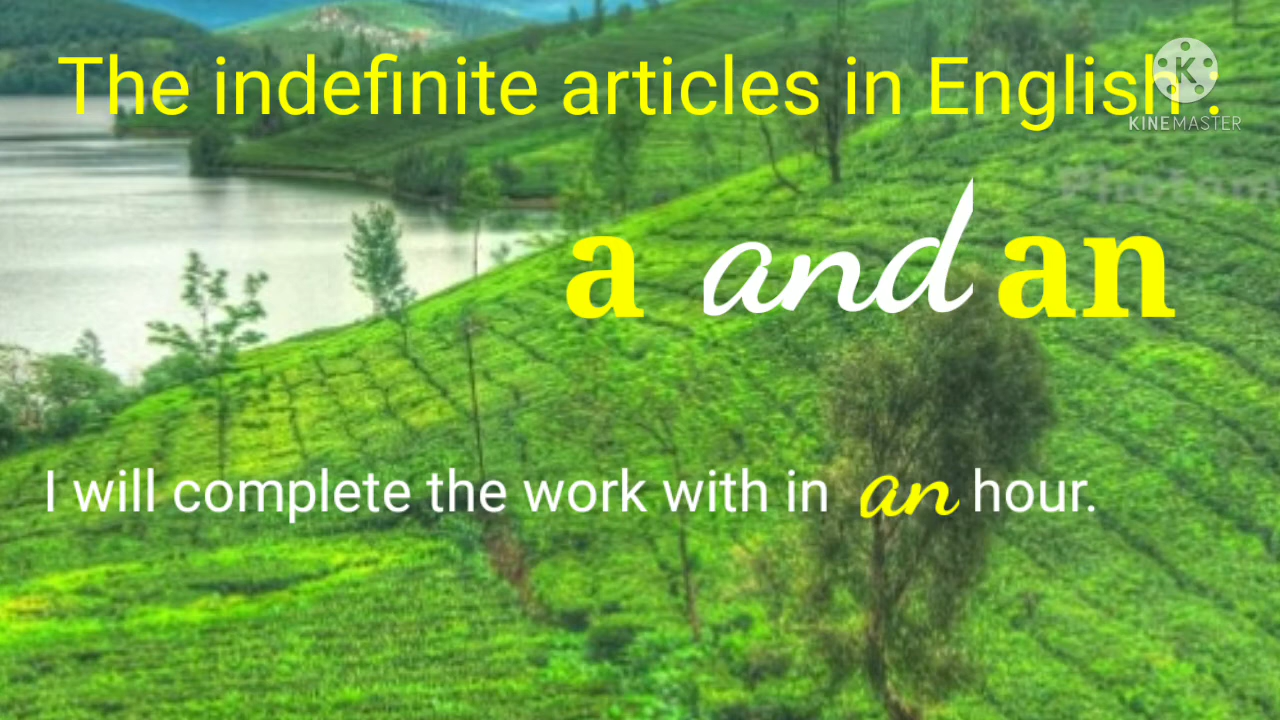 The indefinite articles in English .
KINEMASTER
a and an
I will complete the work with in an hour.